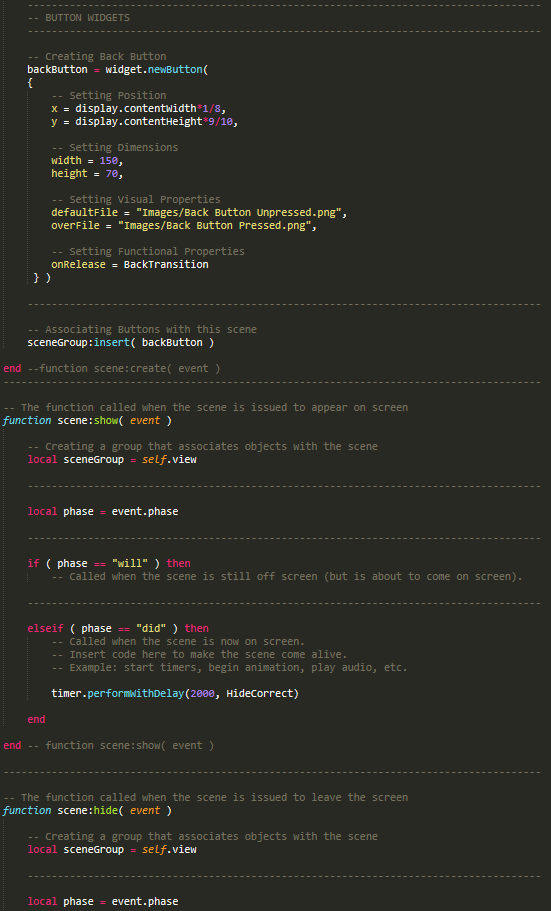 -----------------------------------------------------------------------------------------
-- BUTTON WIDGETS
-----------------------------------------------------------------------------------------
-- Creating Back Button
backButton = widget.newButton(
{
-- Setting Position
x = display.contentWidth*1/8,
y = display.contentHeight*9/10,
-- Setting Dimensions
width = 150,
height = 70,
-- Setting Visual Properties
defaultFile = "Images/Back Button Unpressed.png",
overFile = "Images/Back Button Pressed.png",
-- Setting Functional Properties
onRelease = BackTransition
} )
-----------------------------------------------------------------------------------------
-- Associating Buttons with this scene
sceneGroup:insert( backButton )
end --function scene:create( event )
-----------------------------------------------------------------------------------------
-- The function called when the scene is issued to appear on screen
function scene:show( event )
-- Creating a group that associates objects with the scene
local sceneGroup = self.view
-----------------------------------------------------------------------------------------
local phase = event.phase
-----------------------------------------------------------------------------------------
if ( phase == "will" ) then
-- Called when the scene is still off screen (but is about to come on screen).
-----------------------------------------------------------------------------------------
elseif ( phase == "did" ) then
-- Called when the scene is now on screen.
-- Insert code here to make the scene come alive.
-- Example: start timers, begin animation, play audio, etc.
timer.performWithDelay(2000, HideCorrect)
end
end -- function scene:show( event )
-----------------------------------------------------------------------------------------
-- The function called when the scene is issued to leave the screen
function scene:hide( event )
-- Creating a group that associates objects with the scene
local sceneGroup = self.view
-----------------------------------------------------------------------------------------
local phase = event.phase